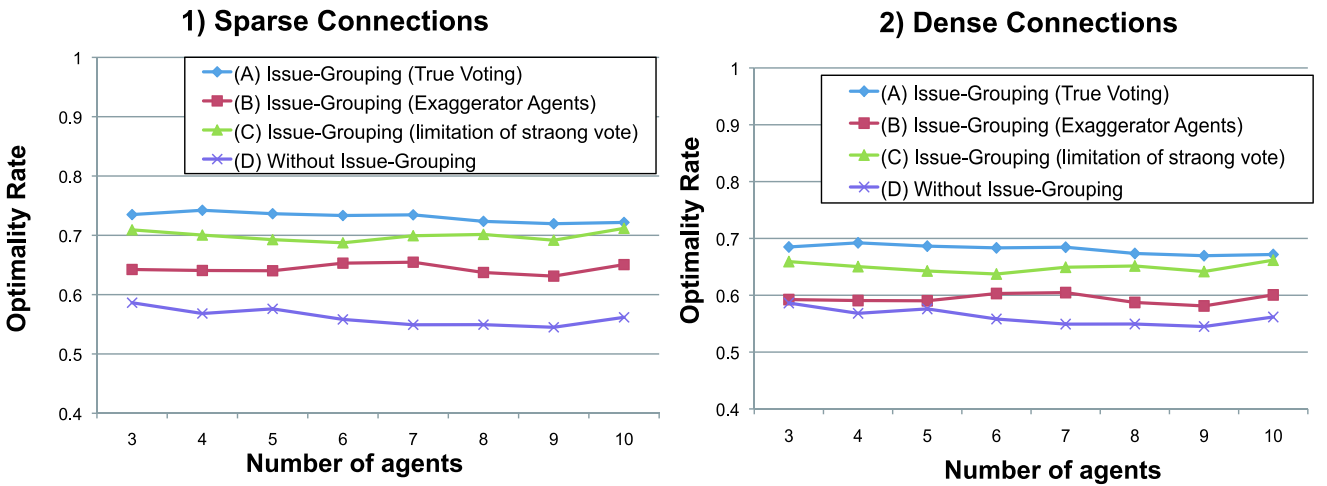 1) Sparse Connections
Optimality Rate
1
0.9
0.8
0.7
0.6
0.5
0.4
(A) Issue-Grouping (True Voting)
(B) Issue-Grouping (Exaggerator Agents)
(C) Issue-Grouping (limitation of straong vote)
(D) Without Issue-Grouping
3 4 5 6 7 8 9 10
Number of agents
2) Dense Connections
Optimality Rate
1
0.9
0.8
0.7
0.6
0.5
0.4
(A) Issue-Grouping (True Voting)
(B) Issue-Grouping (Exaggerator Agents)
(C) Issue-Grouping (limitation of straong vote)
(D) Without Issue-Grouping
3 4 5 6 7 8 9 10
Number of agents